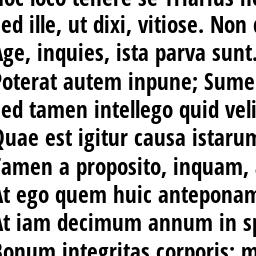 hoc loco tenere se Triarius n
ed ille, ut dixi, vitiose. Non
Age, inquies, ista parva sunt.
Poterat autem inpune; Sume
Sed tamen intellego quid veli
Quae est igitur causa istarum
Tamen a proposito, inquam,
At ego quem huic anteponam
At iam decimum annum in sp
Bonum integritas corporis: m